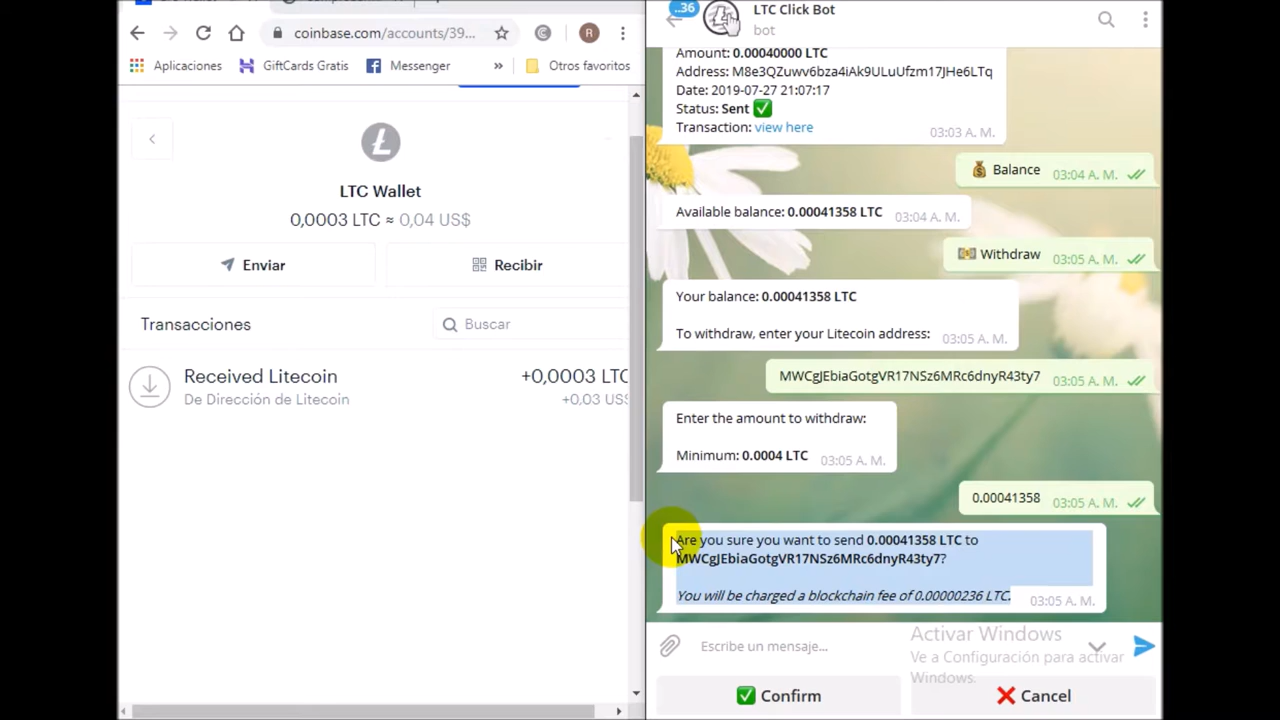 coinbase.com/accounts/39...
R
Aplicaciones
GiftCards Gratis
Messenger
»
Otros favoritos
LTC Wallet
0,0003 LTC ≈ 0,04 US$
Enviar
Recibir
Transacciones
Buscar
Received Litecoin
+0,0003 LTC
De Dirección de Litecoin
+0,03 US$
..36
LTC Click Bot
bot
Amount: 0.00040000 LTC
Address: M8e3QZuwv6bza4iAk9ULuUfzm17JHe6LTq
Date: 2019-07-27 21:07:17
Status: Sent ✅
Transaction: view here
03:03 A. M.
💰 Balance
03:04 A. M.
Available balance: 0.00041358 LTC
03:04 A. M.
💵 Withdraw
03:05 A. M.
Your balance: 0.00041358 LTC
To withdraw, enter your Litecoin address:
03:05 A. M.
MWCgJEbiaGotgVR17NSz6MRc6dnyR43ty7
03:05 A. M.
Enter the amount to withdraw:
Minimum: 0.0004 LTC
03:05 A. M.
0.00041358
03:05 A. M.
Are you sure you want to send 0.00041358 LTC to
MWCgJEbiaGotgVR17NSz6MRc6dnyR43ty7?
You will be charged a blockchain fee of 0.00000236 LTC.
03:05 A. M.
Escribe un mensaje...
Activar Windows
Ve a Configuración para activar
Windows.
✅ Confirm
❌ Cancel